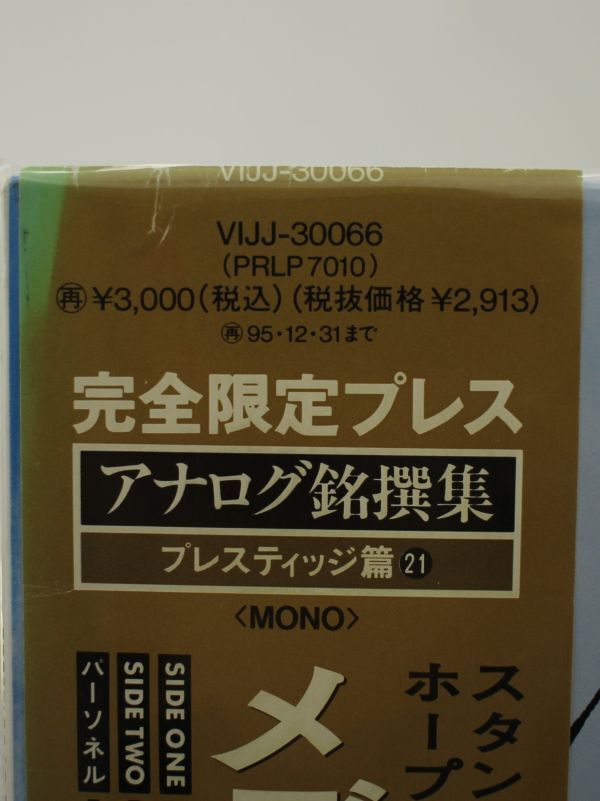 VIJJ-30066
VIJJ-30066
(PRLP 7010)
㊢ ¥3,000(税込)(税抜価格 ¥2,913)
再 95・12・31まで
完全限定プレス
アナログ銘撰集
プレスティッジ篇 21
〈MONO〉
スタン
ホープ
メデ
SIDE ONE
SIDE TWO
パーソネル